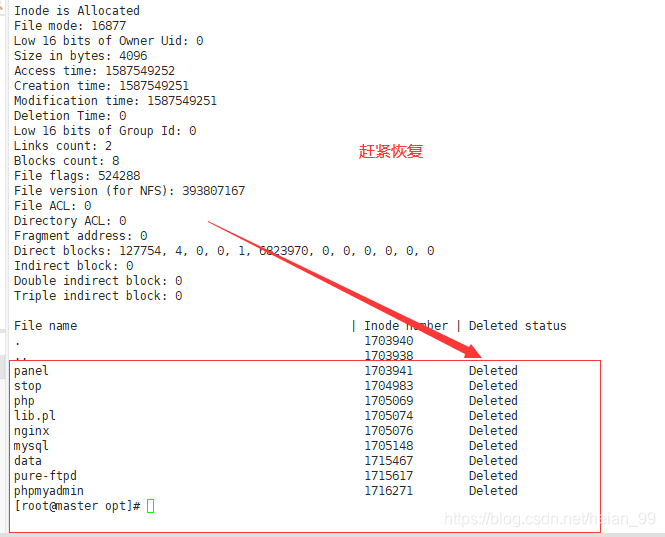 Inode is Allocated
File mode: 16877
Low 16 bits of Owner Uid: 0
Size in bytes: 4096
Access time: 1587549252
Creation time: 1587549251
Modification time: 1587549251
Deletion Time: 0
Low 16 bits of Group Id: 0
Links count: 2
赶紧恢复
Blocks count: 8
File flags: 524288
File version (for NFS): 393807167
File ACL: 0
Directory ACL: 0
Fragment address: 0
Direct blocks: 127754, 4, 0, 0, 1, 6823970, 0, 0, 0, 0, 0, 0
Indirect block: 0
Double indirect block: 0
Triple indirect block: 0
File name | Inode number | Deleted status
. 1703940
.. 1703938
panel 1703941 Deleted
stop 1704983 Deleted
php 1705069 Deleted
lib.pl 1705074 Deleted
nginx 1705076 Deleted
mysql 1705148 Deleted
data 1715467 Deleted
pure-ftpd 1715617 Deleted
phpmyadmin 1716271 Deleted
[root@master opt]#
https://blog.csdn.net/heian_99